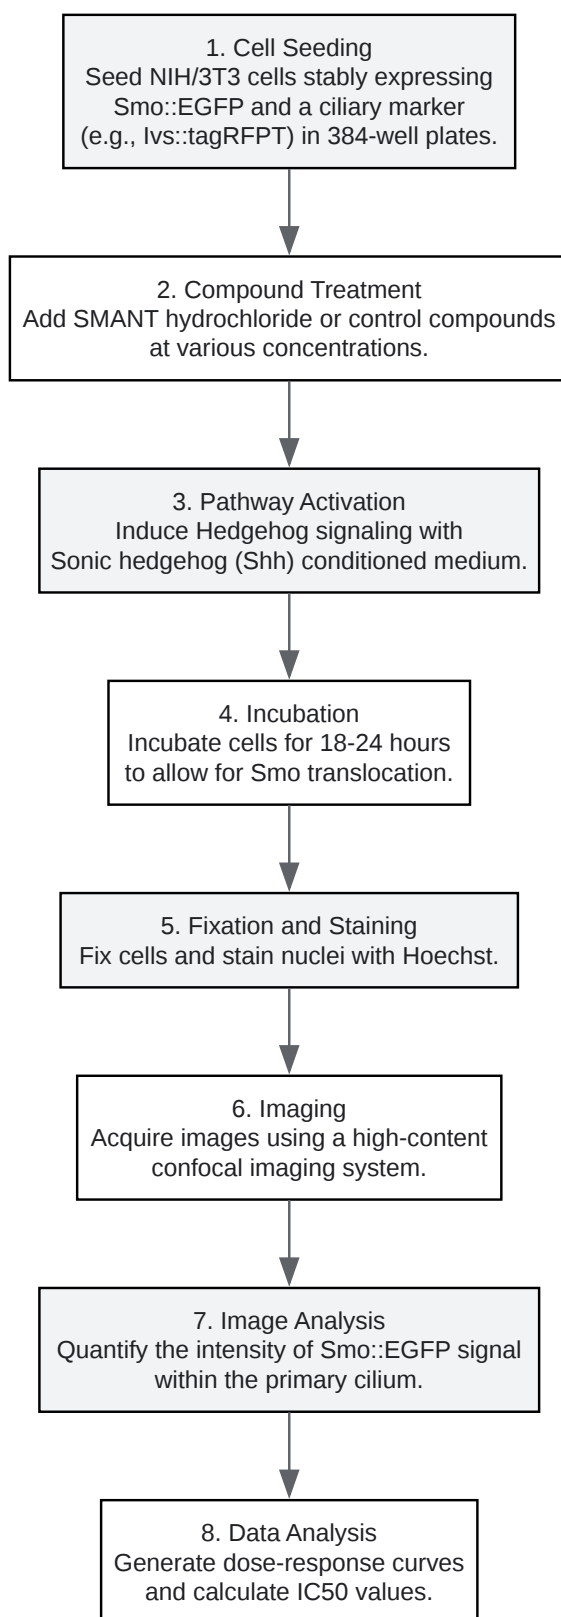 1. Cell Seeding
Seed NIH/3T3 cells stably expressing
Smo::EGFP and a ciliary marker
(e.g., Ivs::tagRFPT) in 384-well plates.
2. Compound Treatment
Add SMANT hydrochloride or control compounds
at various concentrations.
3. Pathway Activation
Induce Hedgehog signaling with
Sonic hedgehog (Shh) conditioned medium.
4. Incubation
Incubate cells for 18-24 hours
to allow for Smo translocation.
5. Fixation and Staining
Fix cells and stain nuclei with Hoechst.
6. Imaging
Acquire images using a high-content
confocal imaging system.
7. Image Analysis
Quantify the intensity of Smo::EGFP signal
within the primary cilium.
8. Data Analysis
Generate dose-response curves
and calculate IC50 values.